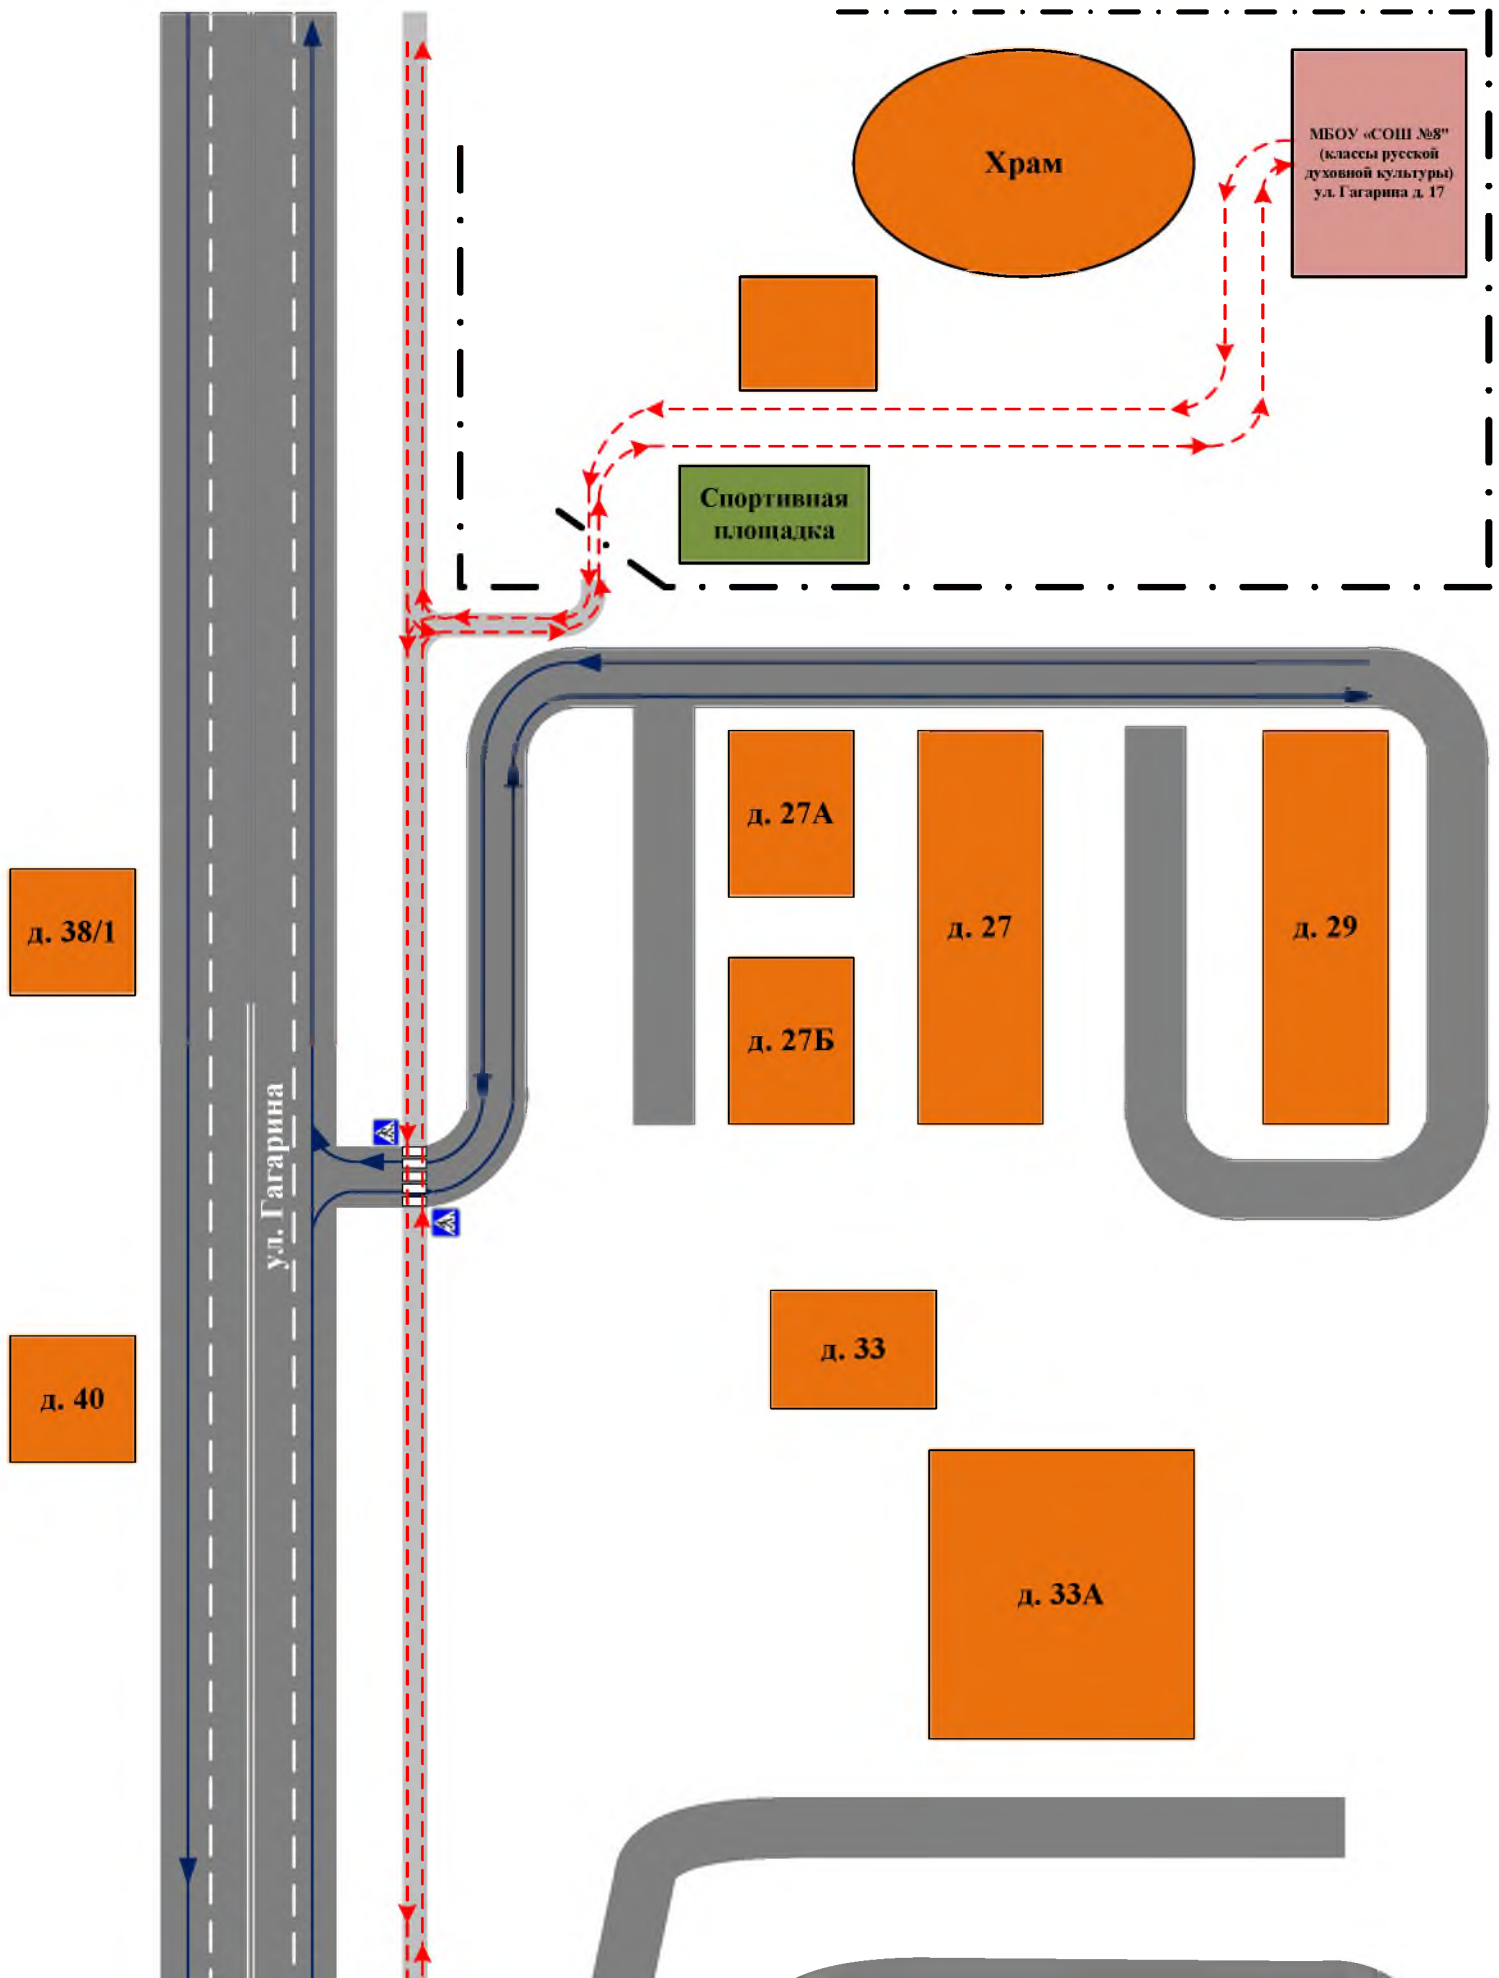 Храм
МБОУ «СОШ №8"
(классы русской
духовной культуры)
ул. Гагарина д. 17
Спортивная
площадка
д. 27А
д. 27
д. 29
д. 38/1
д. 27Б
ул. Гагарина
д. 33
д. 40
д. 33А